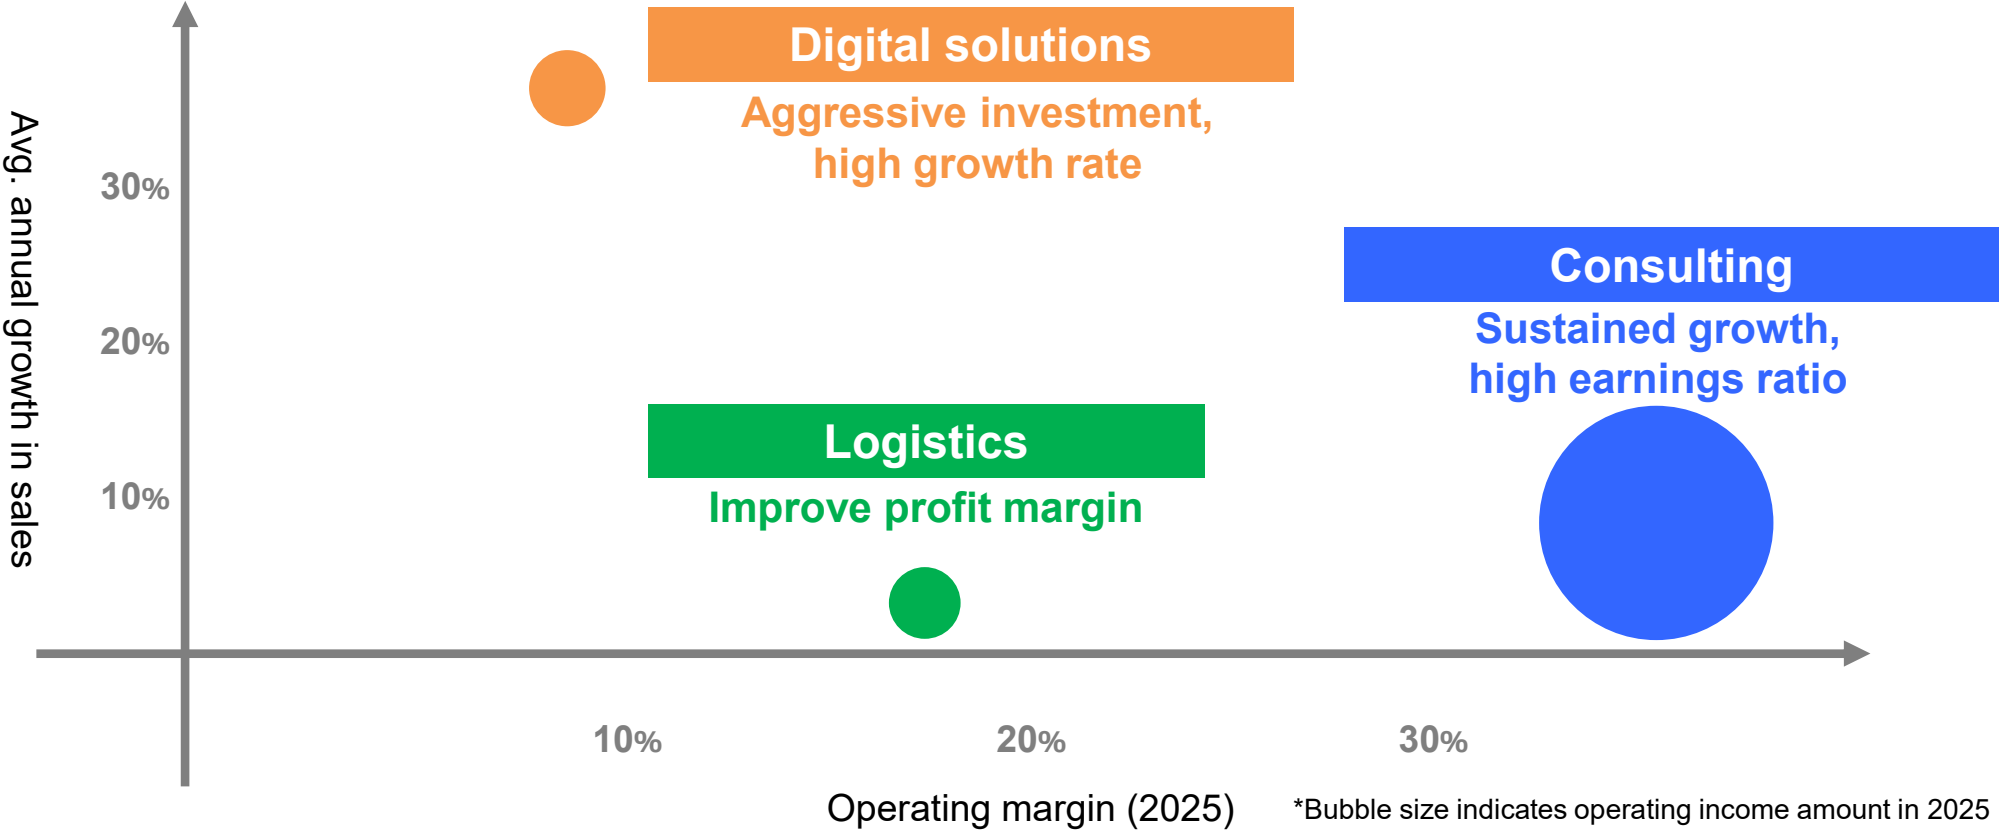 Digital solutions
Aggressive investment,
high growth rate
Avg. annual growth in sales
30%
20%
10%
Consulting
Sustained growth,
high earnings ratio
Logistics
Improve profit margin
10%
20%
30%
Operating margin (2025)
*Bubble size indicates operating income amount in 2025